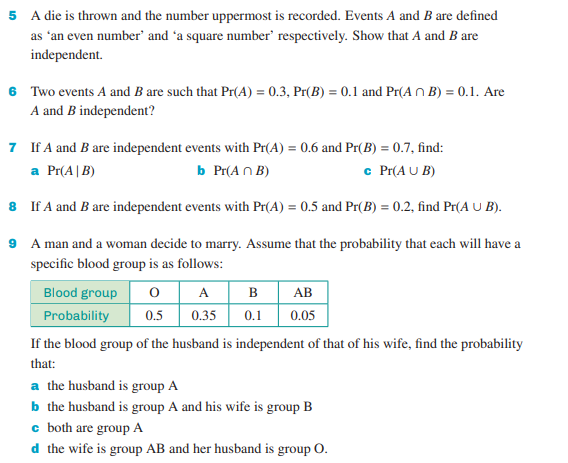 5 A die is thrown and the number uppermost is recorded. Events A and B are defined
as ‘an even number’ and ‘a square number’ respectively. Show that A and B are
independent.
6 Two events A and B are such that Pr(A) = 0.3, Pr(B) = 0.1 and Pr(A ∩ B) = 0.1. Are
A and B independent?
7 If A and B are independent events with Pr(A) = 0.6 and Pr(B) = 0.7, find:
a Pr(A | B) b Pr(A ∩ B) c Pr(A ∪ B)
8 If A and B are independent events with Pr(A) = 0.5 and Pr(B) = 0.2, find Pr(A ∪ B).
9 A man and a woman decide to marry. Assume that the probability that each will have a
specific blood group is as follows:
Blood group O A B AB
Probability 0.5 0.35 0.1 0.05
If the blood group of the husband is independent of that of his wife, find the probability
that:
a the husband is group A
b the husband is group A and his wife is group B
c both are group A
d the wife is group AB and her husband is group O.